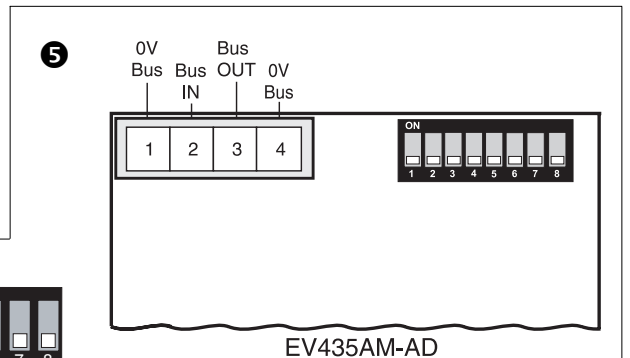 5
0V Bus
Bus IN
Bus OUT
0V Bus
1 2 3 4
ON
1 2 3 4 5 6 7 8
EV435AM-AD
7 8